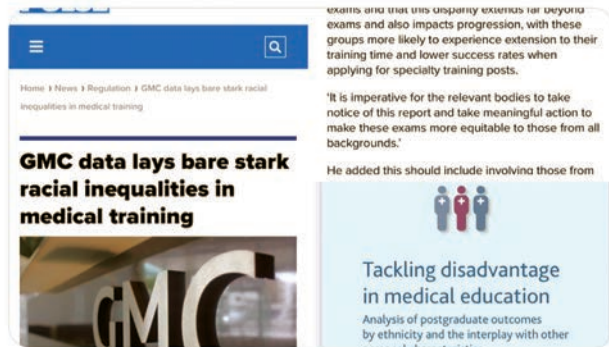 Home > News > Regulation > GMC data lays bare stark racial
inequalities in medical training
GMC data lays bare stark
racial inequalities in
medical training
GMC
exams and that this disparity extends far beyond
exams and also impacts progression, with these
groups more likely to experience extension to their
training time and lower success rates when
applying for specialty training posts.
'It is imperative for the relevant bodies to take
notice of this report and take meaningful action to
make these exams more equitable to those from all
backgrounds.'
He added this should include involving those from
Tackling disadvantage
in medical education
Analysis of postgraduate outcomes
by ethnicity and the interplay with other